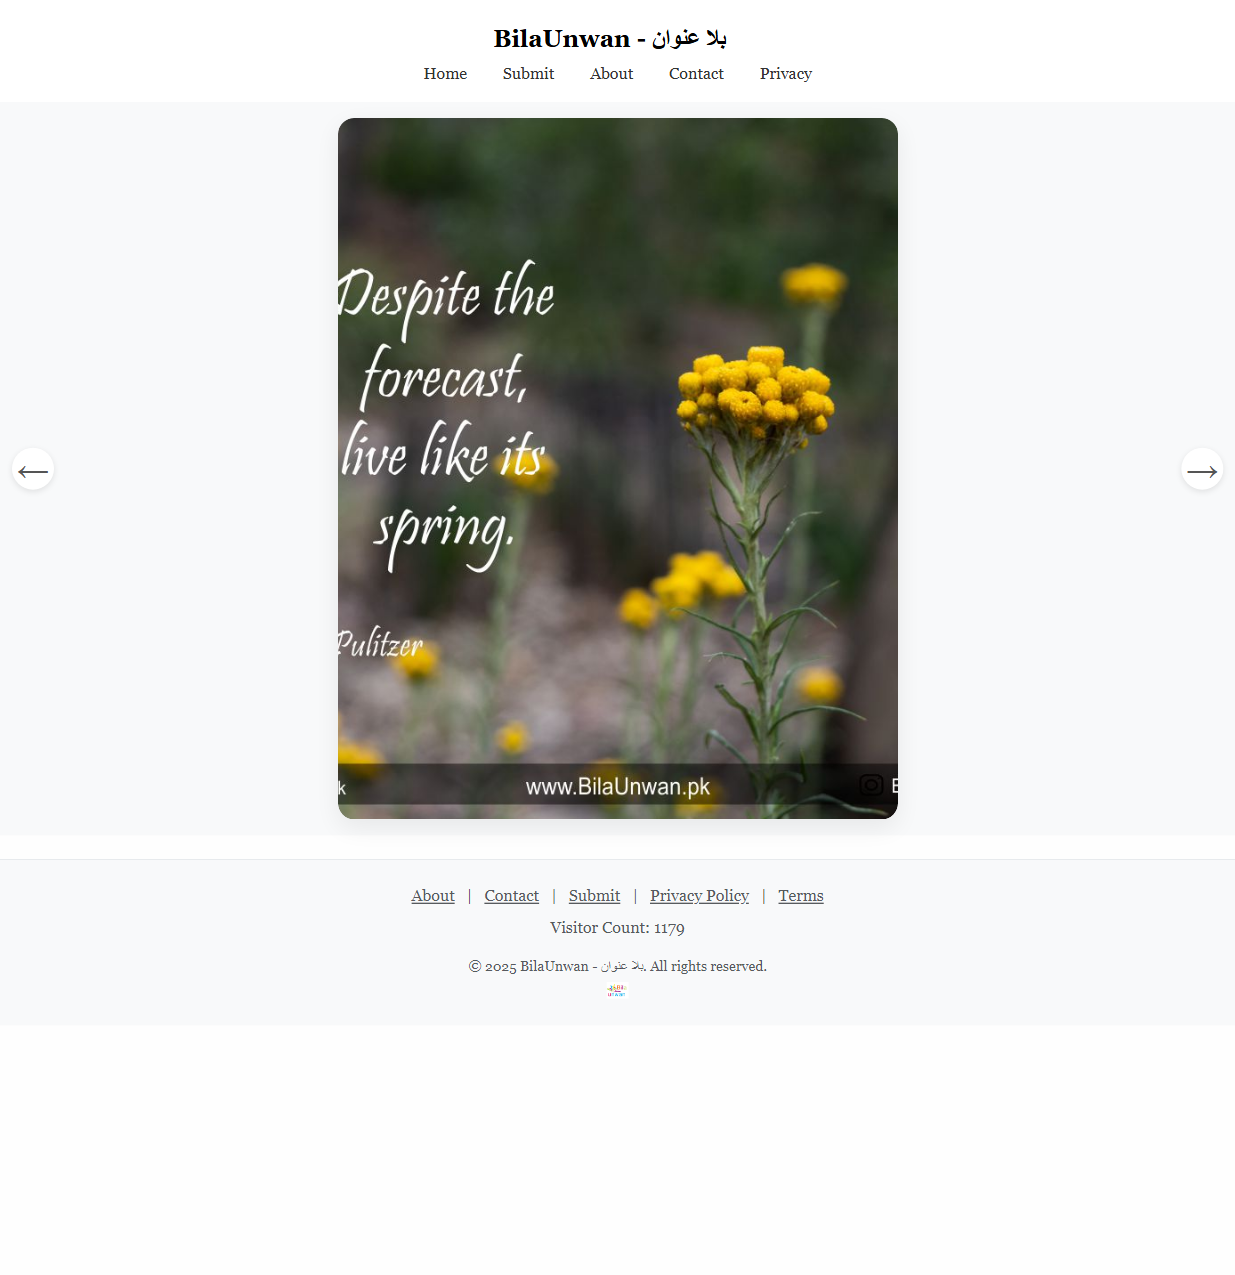 BilaUnwan - بلا عنوان
Home Submit About Contact Privacy
Despite the
forecast,
live like its
spring.
Pulitzer
k www.BilaUnwan.pk
About | Contact | Submit | Privacy Policy | Terms
Visitor Count: 1179
© 2025 BilaUnwan - بلا عنوان. All rights reserved.